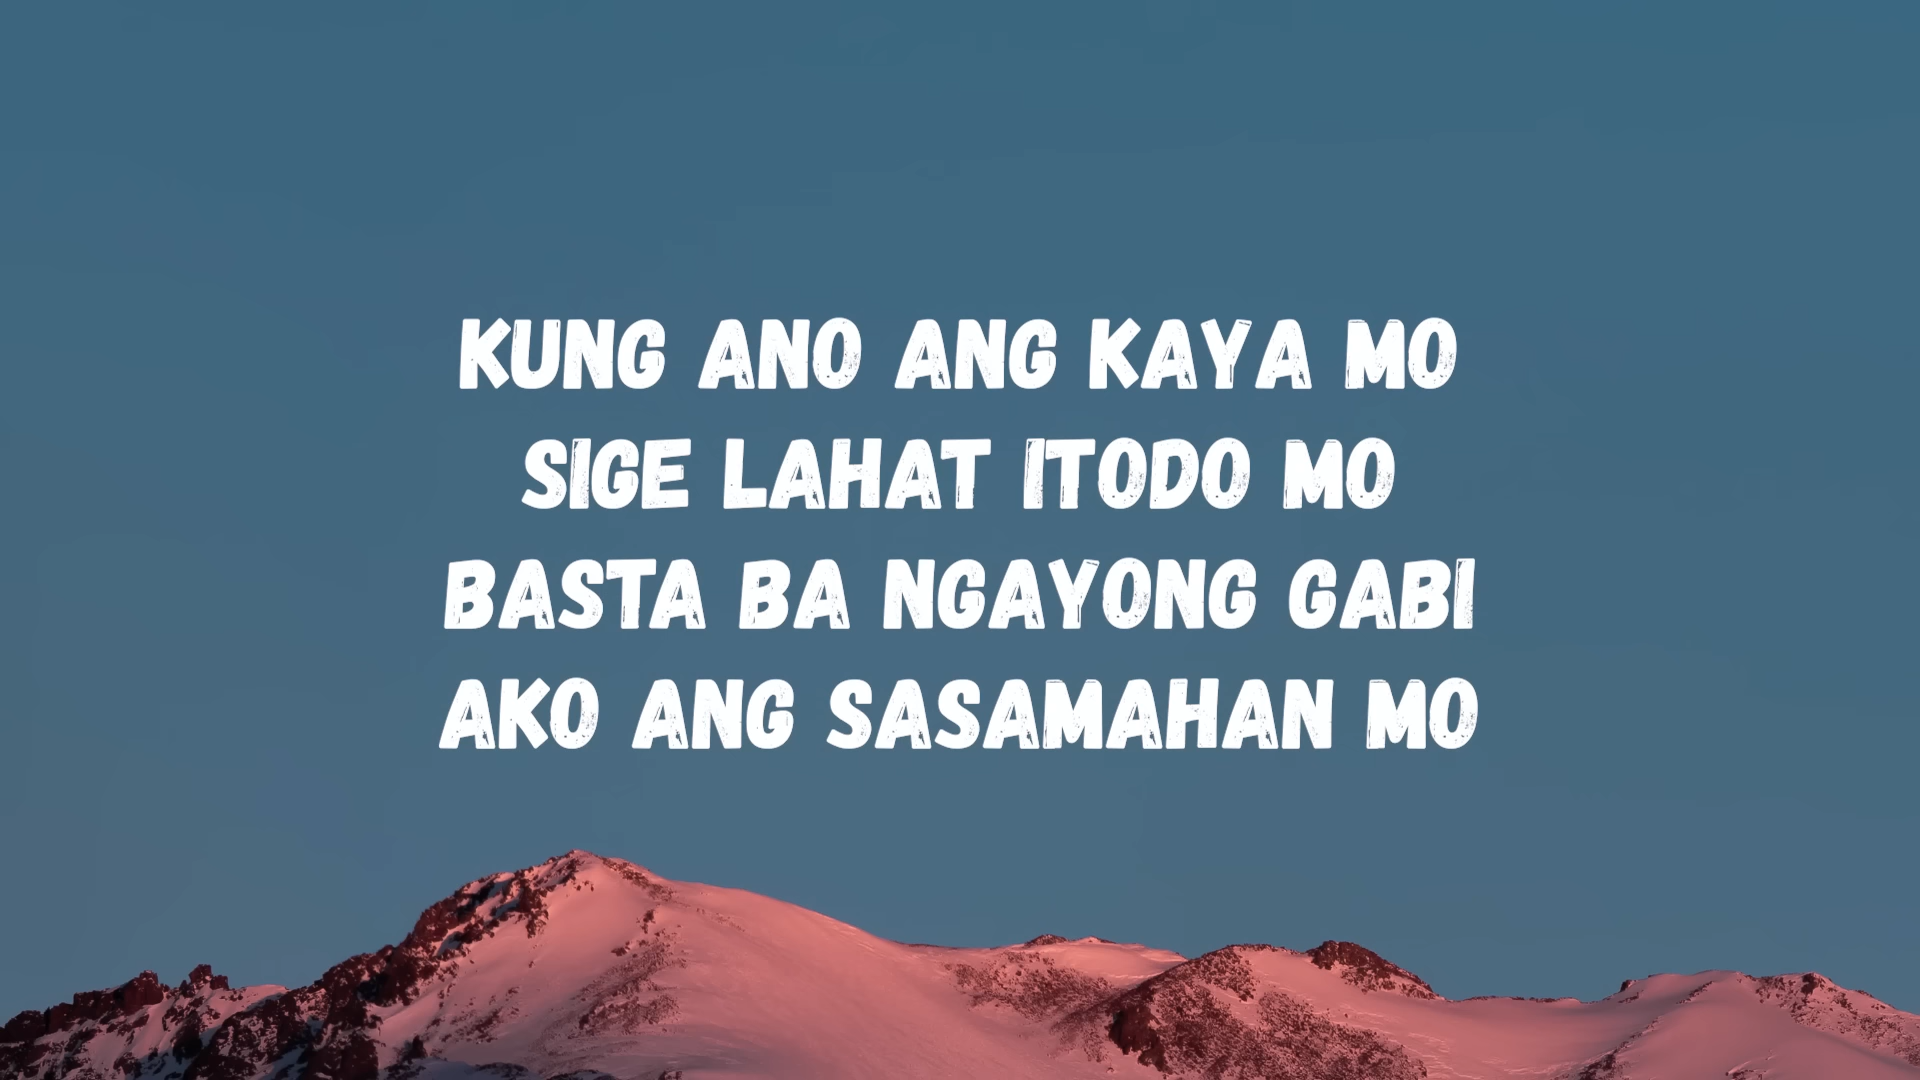 KUNG ANO ANG KAYA MO
SIGE LAHAT ITODO MO
BASTA BA NGAYONG GABI
AKO ANG SASAMAHAN MO